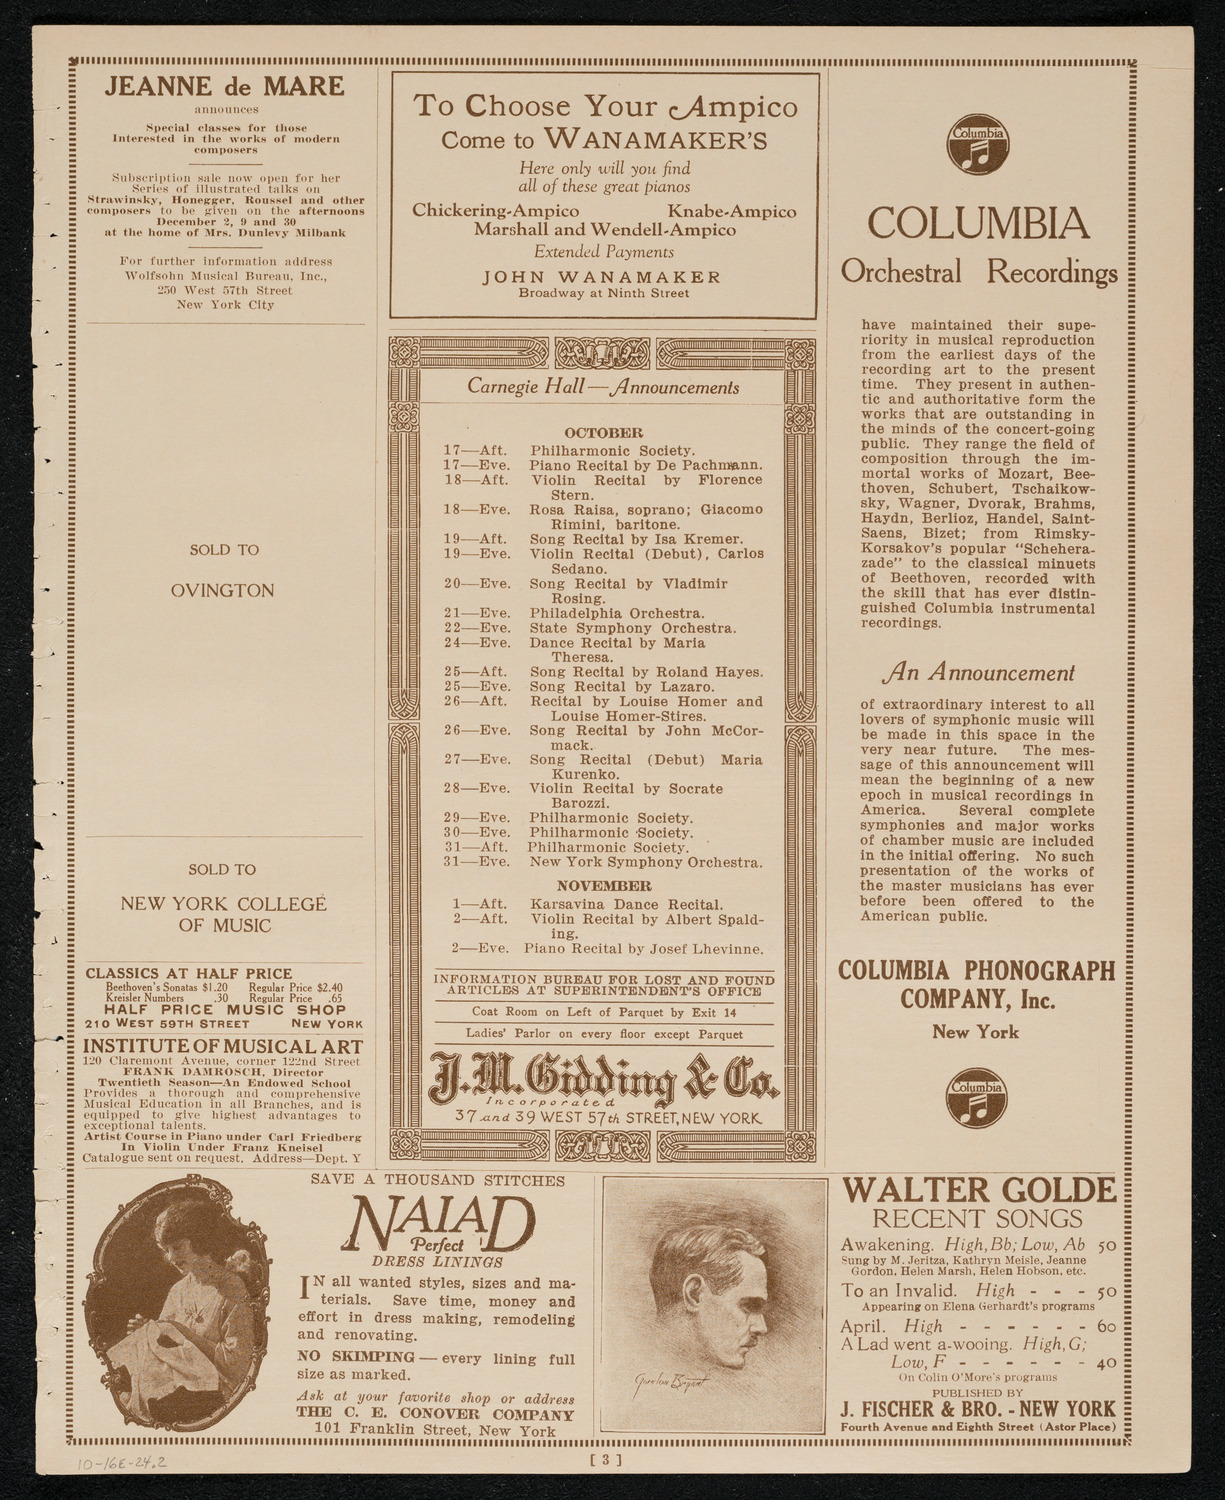 JEANNE de MARE
announces
Special classes for those
Interested in the works of modern
composers
Subscription sale now open for her
Series of illustrated talks on
Strawinsky, Honegger, Roussel and other
composers to be given on the afternoons
December 2, 9 and 30
at the home of Mrs. Dunlevy Milbank
For further information address
Wolfsohn Musical Bureau, Inc.,
250 West 57th Street
New York City
SOLD TO
OVINGTON
SOLD TO
NEW YORK COLLEGE
OF MUSIC
CLASSICS AT HALF PRICE
Beethoven's Sonatas $1.20 Regular Price $2.40
Kreisler Numbers .30 Regular Price .65
HALF PRICE MUSIC SHOP
210 WEST 59TH STREET NEW YORK
INSTITUTE OF MUSICAL ART
120 Claremont Avenue, corner 122nd Street
FRANK DAMROSCH, Director
Twentieth Season—An Endowed School
Provides a thorough and comprehensive
Musical Education in all Branches, and is
equipped to give highest advantages to
exceptional talents.
Artist Course in Piano under Carl Friedberg
In Violin Under Franz Kneisel
Catalogue sent on request. Address—Dept. Y
To Choose Your Ampico
Come to WANAMAKER'S
Here only will you find
all of these great pianos
Chickering-Ampico Knabe-Ampico
Marshall and Wendell-Ampico
Extended Payments
JOHN WANAMAKER
Broadway at Ninth Street
Carnegie Hall—Announcements
OCTOBER
17—Aft. Philharmonic Society.
17—Eve. Piano Recital by De Pachmann.
18—Aft. Violin Recital by Florence
Stern.
18—Eve. Rosa Raisa, soprano; Giacomo
Rimini, baritone.
19—Aft. Song Recital by Isa Kremer.
19—Eve. Violin Recital (Debut), Carlos
Sedano.
20—Eve. Song Recital by Vladimir
Rosing.
21—Eve. Philadelphia Orchestra.
22—Eve. State Symphony Orchestra.
24—Eve. Dance Recital by Maria
Theresa.
25—Aft. Song Recital by Roland Hayes.
25—Eve. Song Recital by Lazaro.
26—Aft. Recital by Louise Homer and
Louise Homer-Stires.
26—Eve. Song Recital by John McCor-
mack.
27—Eve. Song Recital (Debut) Maria
Kurenko.
28—Eve. Violin Recital by Socrate
Barozzi.
29—Eve. Philharmonic Society.
30—Eve. Philharmonic Society.
31—Aft. Philharmonic Society.
31—Eve. New York Symphony Orchestra.
NOVEMBER
1—Aft. Karsavina Dance Recital.
2—Aft. Violin Recital by Albert Spald-
ing.
2—Eve. Piano Recital by Josef Lhevinne.
INFORMATION BUREAU FOR LOST AND FOUND
ARTICLES AT SUPERINTENDENT'S OFFICE
Coat Room on Left of Parquet by Exit 14
Ladies' Parlor on every floor except Parquet
J. M. Gidding & Co.
Incorporated
37 and 39 WEST 57th STREET, NEW YORK
Columbia
COLUMBIA
Orchestral Recordings
have maintained their supe-
riority in musical reproduction
from the earliest days of the
recording art to the present
time. They present in authen-
tic and authoritative form the
works that are outstanding in
the minds of the concert-going
public. They range the field of
composition through the im-
mortal works of Mozart, Bee-
thoven, Schubert, Tschaikow-
sky, Wagner, Dvorak, Brahms,
Haydn, Berlioz, Handel, Saint-
Saens, Bizet; from Rimsky-
Korsakov's popular "Schehera-
zade" to the classical minuets
of Beethoven, recorded with
the skill that has ever distin-
guished Columbia instrumental
recordings.
An Announcement
of extraordinary interest to all
lovers of symphonic music will
be made in this space in the
very near future. The mes-
sage of this announcement will
mean the beginning of a new
epoch in musical recordings in
America. Several complete
symphonies and major works
of chamber music are included
in the initial offering. No such
presentation of the works of
the master musicians has ever
before been offered to the
American public.
COLUMBIA PHONOGRAPH
COMPANY, Inc.
New York
Columbia
SAVE A THOUSAND STITCHES
NAIAD
Perfect
DRESS LININGS
IN all wanted styles, sizes and ma-
terials. Save time, money and
effort in dress making, remodeling
and renovating.
NO SKIMPING—every lining full
size as marked.
Ask at your favorite shop or address
THE C. E. CONOVER COMPANY
101 Franklin Street, New York
Gordon Bryant
WALTER GOLDE
RECENT SONGS
Awakening. High, Bb; Low, Ab 50
Sung by M. Jeritza, Kathryn Meisle, Jeanne
Gordon, Helen Marsh, Helen Hobson, etc.
To an Invalid. High - - - 50
Appearing on Elena Gerhardt's programs
April. High - - - - - - 60
A Lad went a-wooing. High, G;
Low, F - - - - - - 40
On Colin O'More's programs
PUBLISHED BY
J. FISCHER & BRO. - NEW YORK
Fourth Avenue and Eighth Street (Astor Place)
[ 3 ]
10-16E-24.2